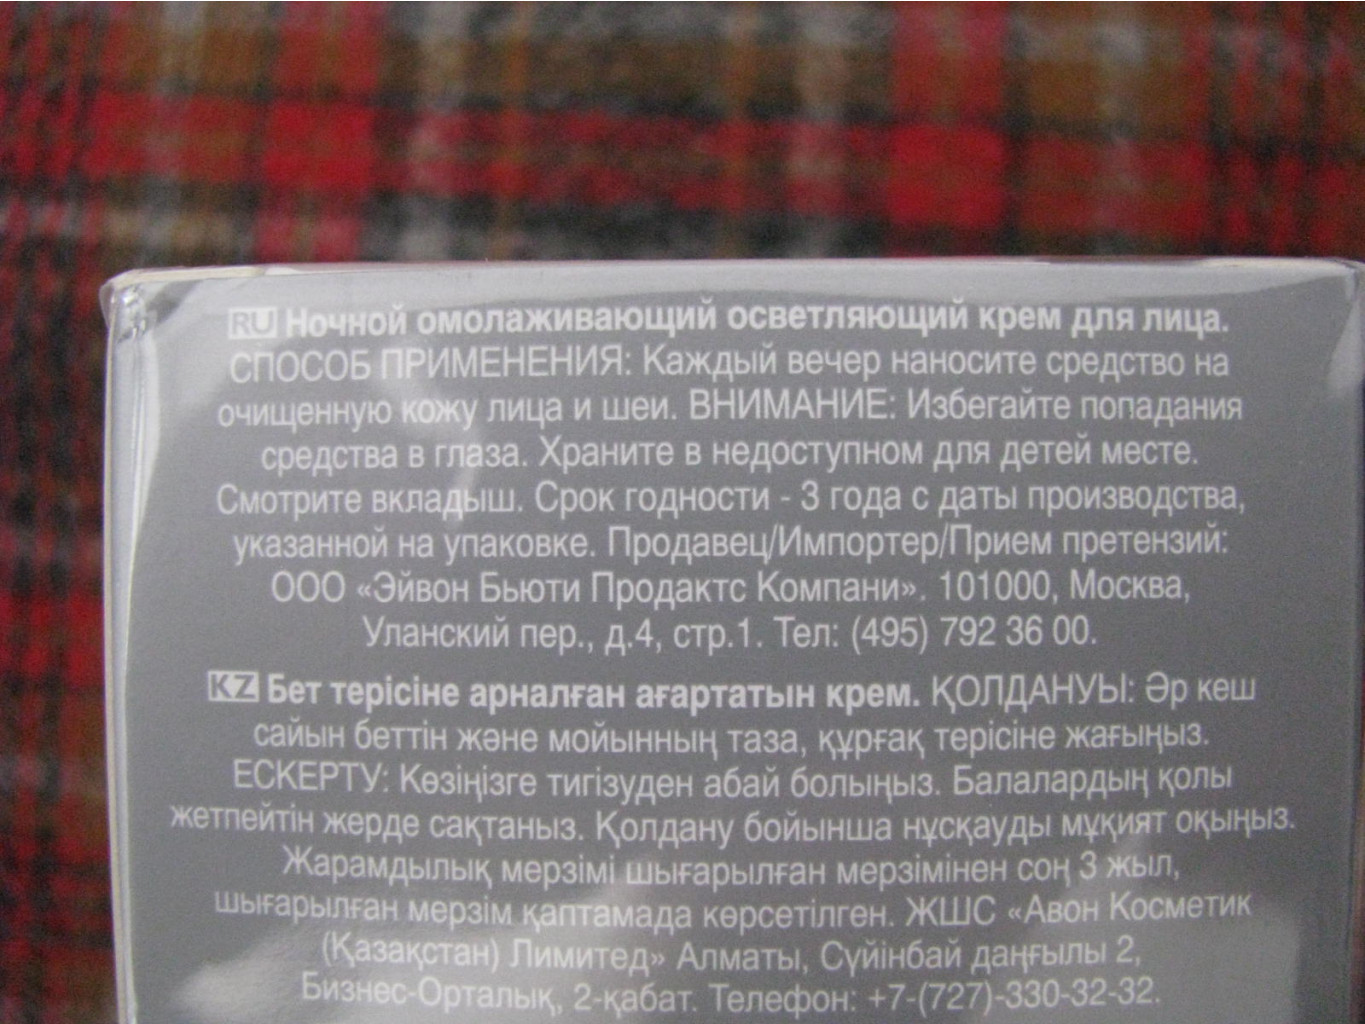 RU Ночной омолаживающий осветляющий крем для лица.
СПОСОБ ПРИМЕНЕНИЯ: Каждый вечер наносите средство на
очищенную кожу лица и шеи. ВНИМАНИЕ: Избегайте попадания
средства в глаза. Храните в недоступном для детей месте.
Смотрите вкладыш. Срок годности - 3 года с даты производства,
указанной на упаковке. Продавец/Импортер/Прием претензий:
ООО «Эйвон Бьюти Продактс Компани». 101000, Москва,
Уланский пер., д.4, стр.1. Тел: (495) 792 36 00.
KZ Бет терісіне арналған ағартатын крем. ҚОЛДАНУЫ: Әр кеш
сайын беттін және мойынның таза, құрғақ терісіне жағыңыз.
ЕСКЕРТУ: Көзіңізге тигізуден абай болыңыз. Балалардың қолы
жетпейтін жерде сақтаныз. Қолдану бойынша нұсқауды мұқият оқыңыз.
Жарамдылық мерзімі шығарылған мерзімінен соң 3 жыл,
шығарылған мерзім қаптамада көрсетілген. ЖШС «Авон Косметик
(Қазақстан) Лимитед» Алматы, Сүйінбай даңғылы 2,
Бизнес-Орталық, 2-қабат. Телефон: +7-(727)-330-32-32.